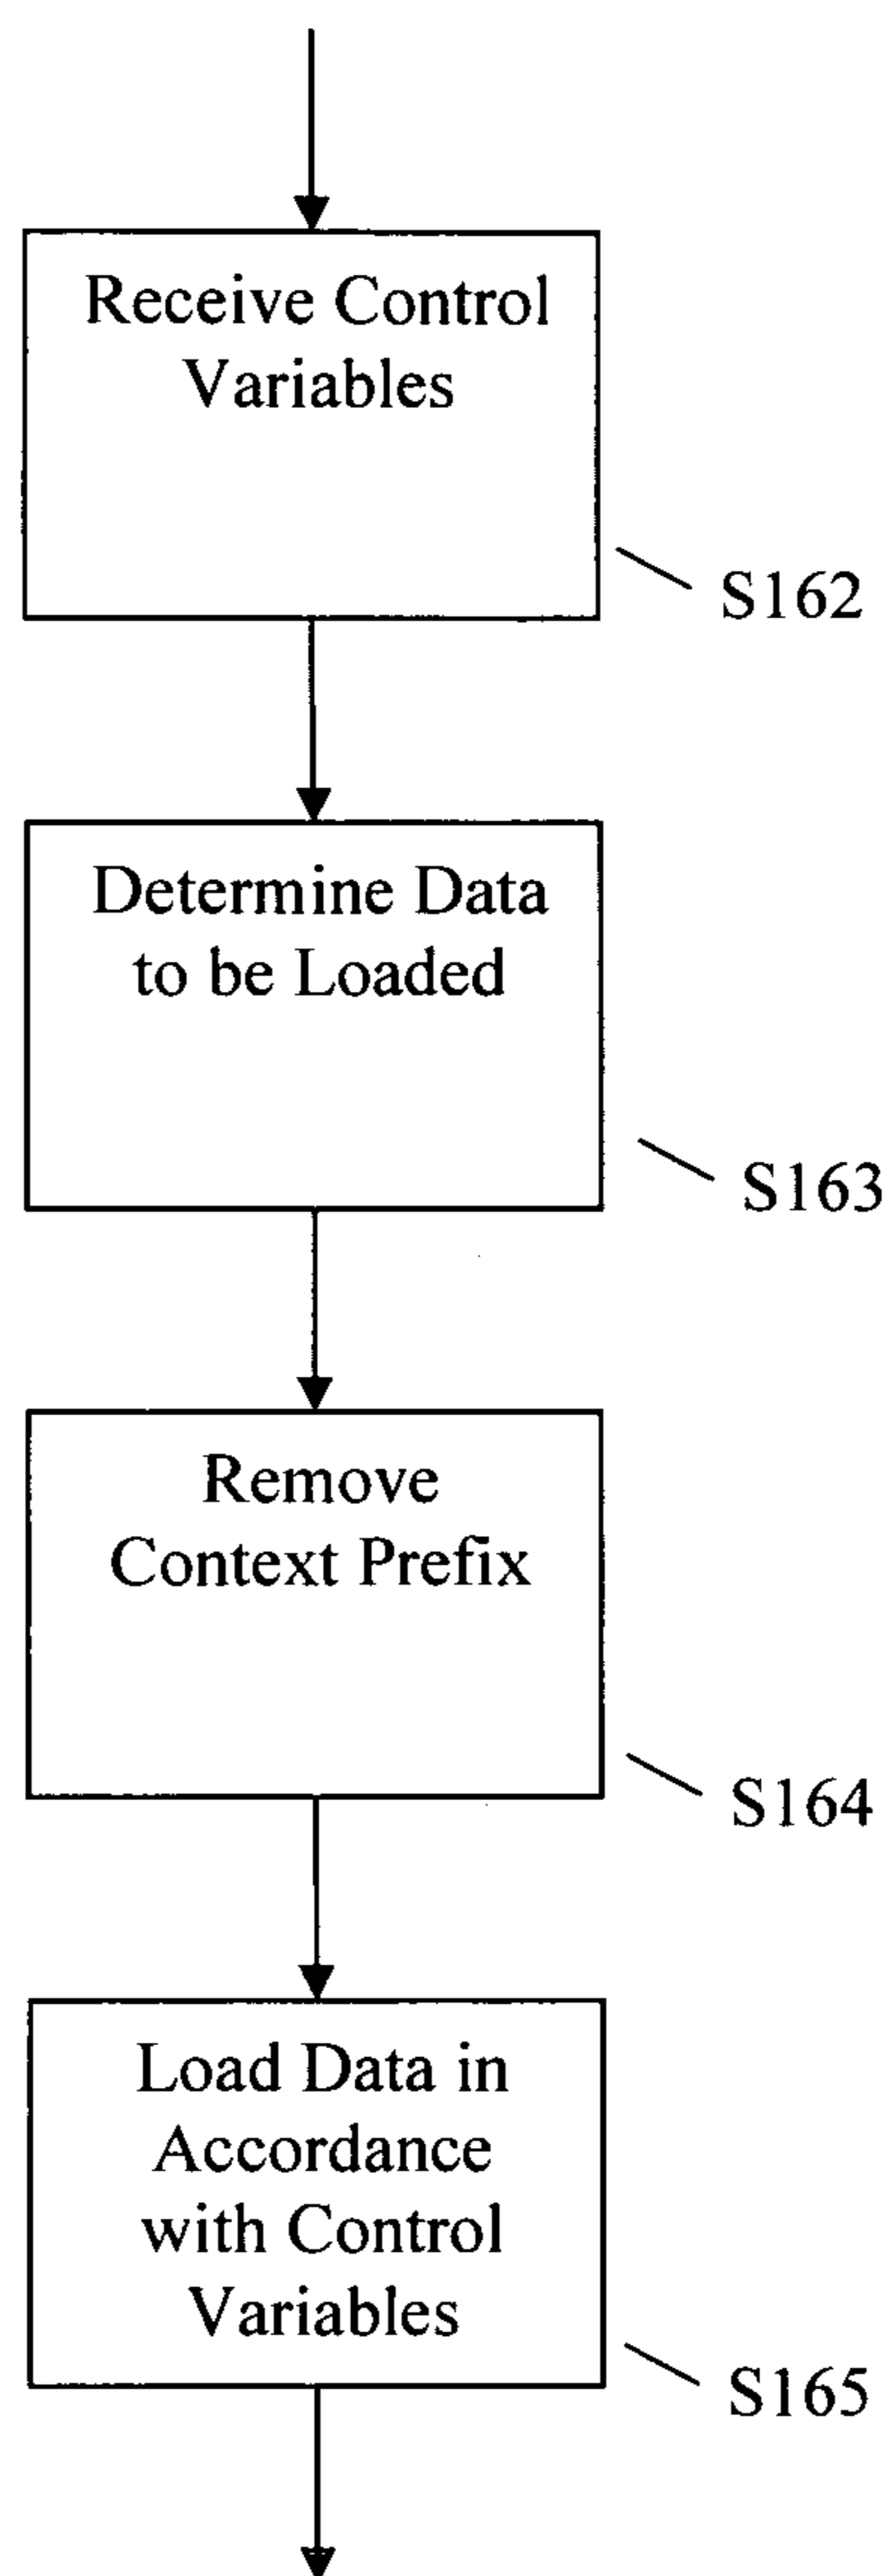 Receive Control
Variables
S162
Determine Data
to be Loaded
S163
Remove
Context Prefix
S164
Load Data in
Accordance
with Control
Variables
S165